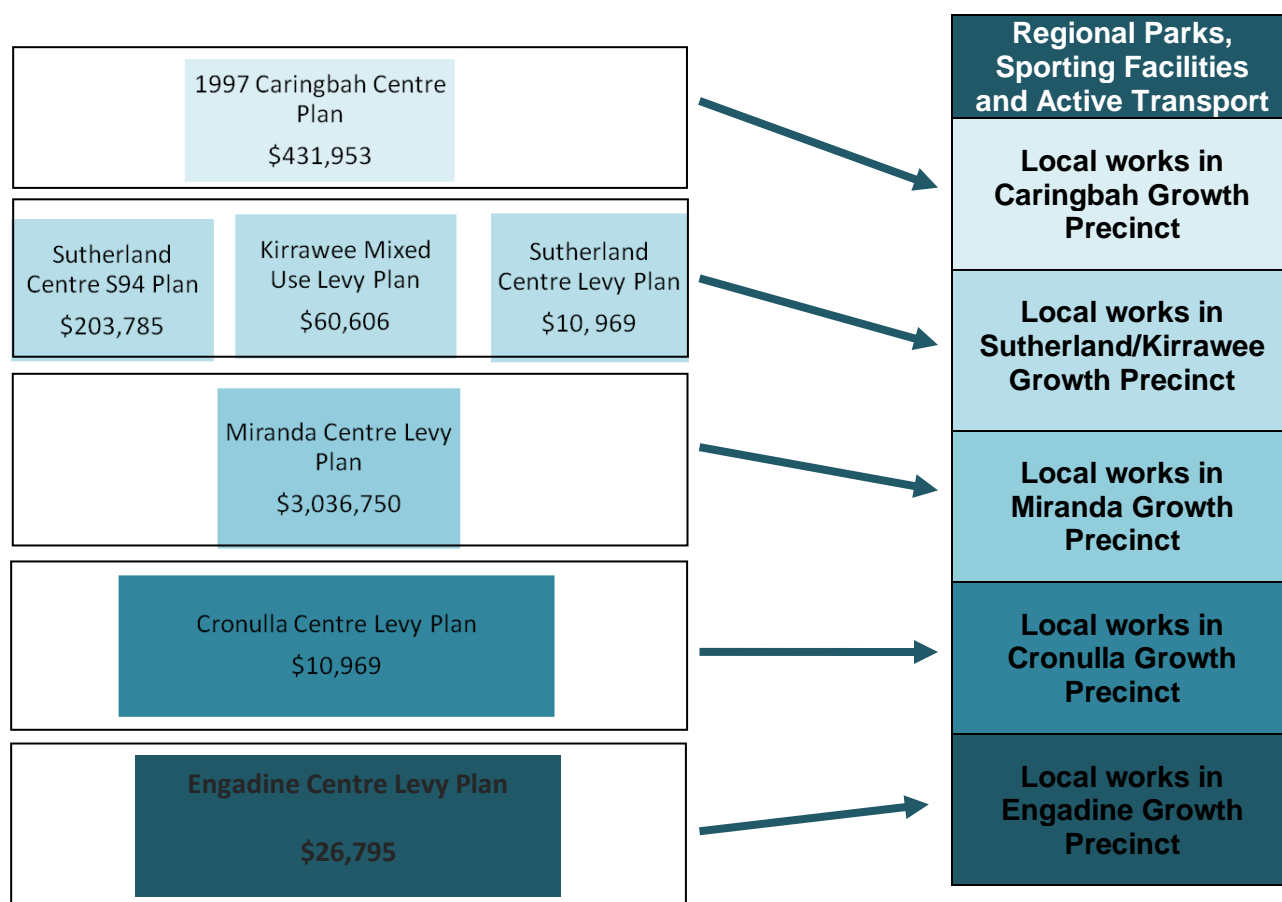 1997 Caringbah Centre
Plan
$431,953
Sutherland
Centre S94 Plan
$203,785
Kirrawee Mixed
Use Levy Plan
$60,606
Sutherland
Centre Levy Plan
$10, 969
Miranda Centre Levy
Plan
$3,036,750
Cronulla Centre Levy Plan
$10,969
Engadine Centre Levy Plan
$26,795
Regional Parks,
Sporting Facilities
and Active Transport
Local works in
Caringbah Growth
Precinct
Local works in
Sutherland/Kirrawee
Growth Precinct
Local works in
Miranda Growth
Precinct
Local works in
Cronulla Growth
Precinct
Local works in
Engadine Growth
Precinct